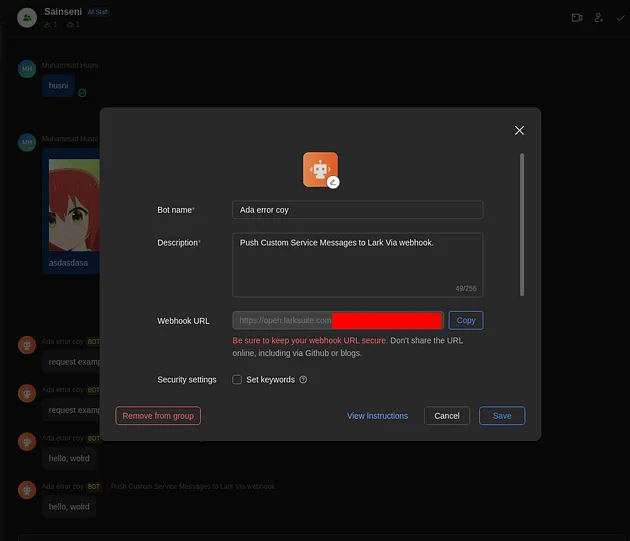 Sainseni All Staff
1 1
Muhammad Husni
MH
husni
Muhammad Husni
MH
asdasdasa
Bot name*
Ada error coy
Description*
Push Custom Service Messages to Lark Via webhook.
49/256
Webhook URL
https://open.larksuite.com
Copy
Be sure to keep your webhook URL secure. Don't share the URL
online, including via Github or blogs.
Security settings
Set keywords
Remove from group
View Instructions
Cancel
Save
Ada error coy BOT
request examp
Ada error coy BOT
request examp
Ada error coy BOT
hello, wolrd
Ada error coy BOT Push Custom Service Messages to Lark Via webhook.
hello, wolrd